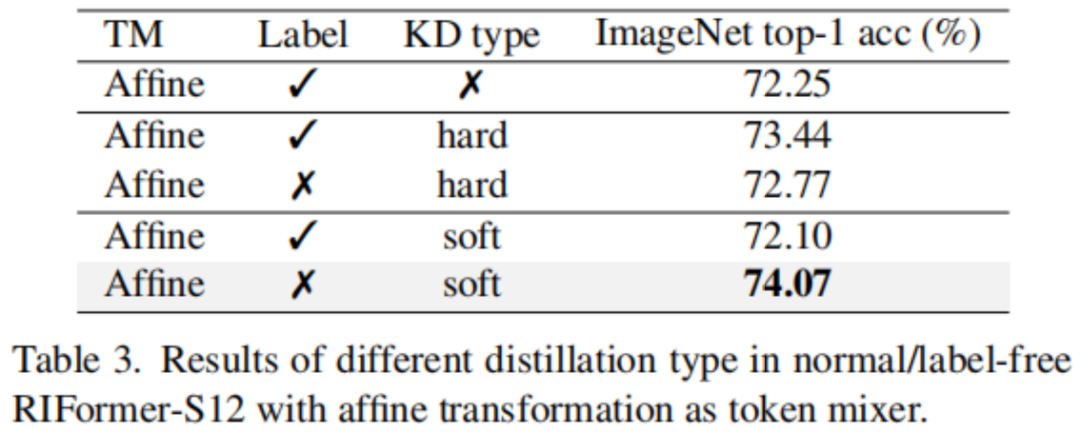 TM Label KD type ImageNet top-1 acc (%)
Affine ✓ ✗ 72.25
Affine ✓ hard 73.44
Affine ✗ hard 72.77
Affine ✓ soft 72.10
Affine ✗ soft 74.07
Table 3. Results of different distillation type in normal/label-free
RIFormer-S12 with affine transformation as token mixer.